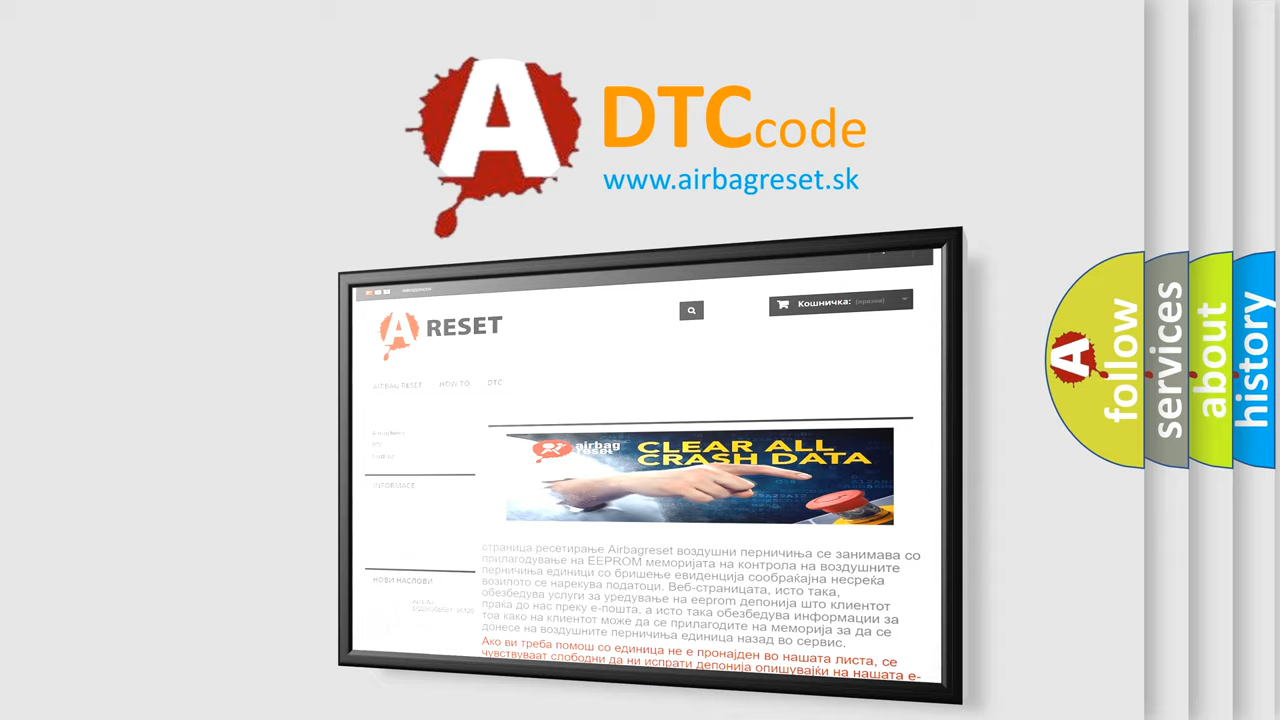 A DTC code
www.airbagreset.sk
A RESET
Кошничка: (празни)
AIRBAG RESET HOW TO DTC
airbag
reset
CLEAR ALL
CRASH DATA
INFORMACE
НОВИ НАСЛОВИ
страница ресетирање Airbagreset воздушни перничиња се занимава со
прилагодување на EEPROM меморијата на контрола на воздушните
перничиња единици со бришење евиденција сообраќајна несреќа
возилото се нарекува податоци. Веб-страницата, исто така,
обезбедува услуги за уредување на eeprom депонија што клиентот
праќа до нас преку е-пошта, а исто така обезбедува информации за
тоа како на клиентот може да се прилагодите на меморија за да се
донесе на воздушните перничиња единица назад во сервис.
Ако ви треба помош со единица не е пронајден во нашата листа, се
чувствуваат слободни да ни испрати депонија опишувајќи на нашата е-
A
follow
services
about
history